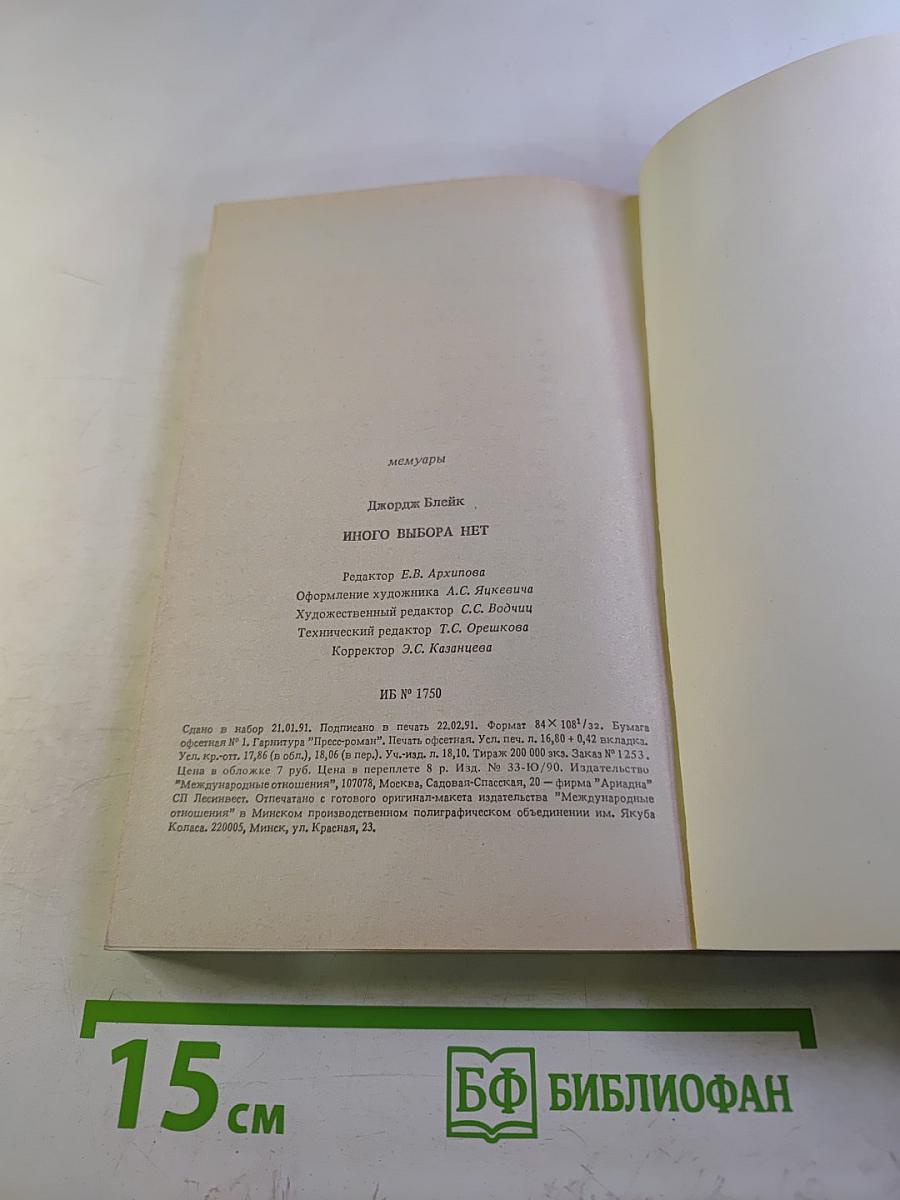 мемуары
Джордж Блейк
ИНОГО ВЫБОРА НЕТ
Редактор Е.В. Архипова
Оформление художника А.С. Яцкевича
Художественный редактор С.С. Водчиц
Технический редактор Т.С. Орешкова
Корректор Э.С. Казанцева
ИБ № 1750
Сдано в набор 21.01.91. Подписано в печать 22.02.91. Формат 84 × 108¹/32. Бумага
офсетная № 1. Гарнитура "Пресс-роман". Печать офсетная. Усл. печ. л. 16,80 + 0,42 вкладка.
Усл. кр.-отт. 17,86 (в обл.), 18,06 (в пер.). Уч.-изд. л. 18,10. Тираж 200 000 экз. Заказ № 1253.
Цена в обложке 7 руб. Цена в переплете 8 р. Изд. № 33-Ю/90. Издательство
"Международные отношения", 107078, Москва, Садовая-Спасская, 20 — фирма "Ариадна"
СП Лесинвест. Отпечатано с готового оригинал-макета издательства "Международные
отношения" в Минском производственном полиграфическом объединении им. Якуба
Коласа. 220005, Минск, ул. Красная, 23.
15 см
БФ БИБЛИОФАН